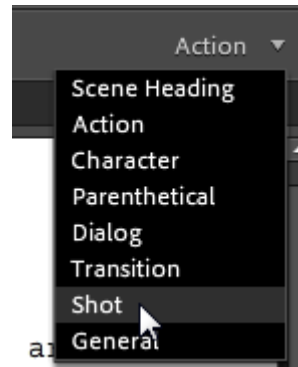 Action
Scene Heading
Action
Character
Parenthetical
Dialog
Transition
Shot
General